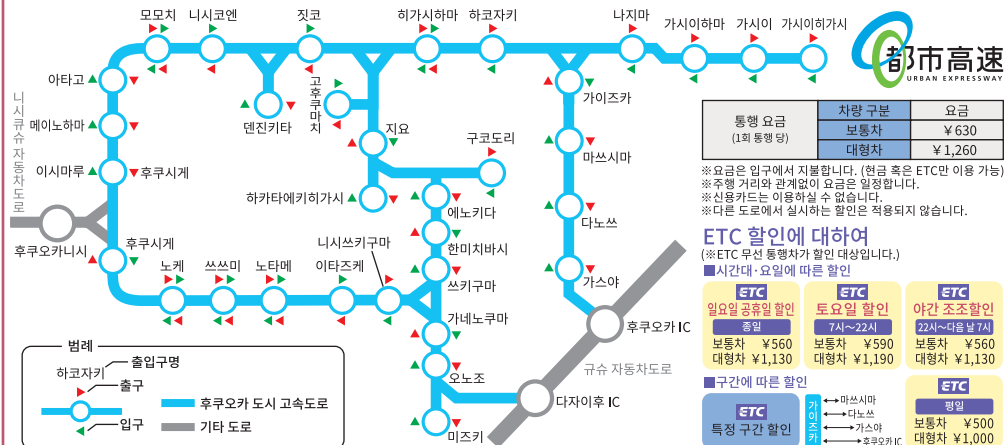 모모치
니시코엔
짓코
히가시하마
하코자키
나지마
가시이하마
가시이
가시이히가시
都市高速
URBAN EXPRESSWAY
아타고
메이노하마
이시마루
후쿠시게
니시큐슈 자동차도로
후쿠오카니시
후쿠시게
덴진키타
고후쿠마치
지요
구코도리
하카타에키히가시
에노키다
한미치바시
쓰키구마
가네노쿠마
오노조
미즈키
가이즈카
마쓰시마
다노쓰
가스야
후쿠오카 IC
규슈 자동차도로
다자이후 IC
노케
쓰쓰미
노타메
이타즈케
니시쓰키구마
범례
하코자키
출입구명
출구
입구
후쿠오카 도시 고속도로
기타 도로
통행 요금
(1회 통행 당)
차량 구분
요금
보통차
￥630
대형차
￥1,260
※요금은 입구에서 지불합니다. (현금 혹은 ETC만 이용 가능)
※주행 거리와 관계없이 요금은 일정합니다.
※신용카드는 이용하실 수 없습니다.
※다른 도로에서 실시하는 할인은 적용되지 않습니다.
ETC 할인에 대하여
(※ETC 무선 통행차가 할인 대상입니다.)
■시간대·요일에 따른 할인
ETC
일요일 공휴일 할인
종일
보통차 ￥560
대형차 ￥1,130
ETC
토요일 할인
7시～22시
보통차 ￥590
대형차 ￥1,190
ETC
야간 조조할인
22시～다음 날 7시
보통차 ￥560
대형차 ￥1,130
■구간에 따른 할인
ETC
특정 구간 할인
가이즈카
마쓰시마
다노쓰
가스야
후쿠오카 IC
ETC
평일
보통차 ￥500
대형차 ￥1,000